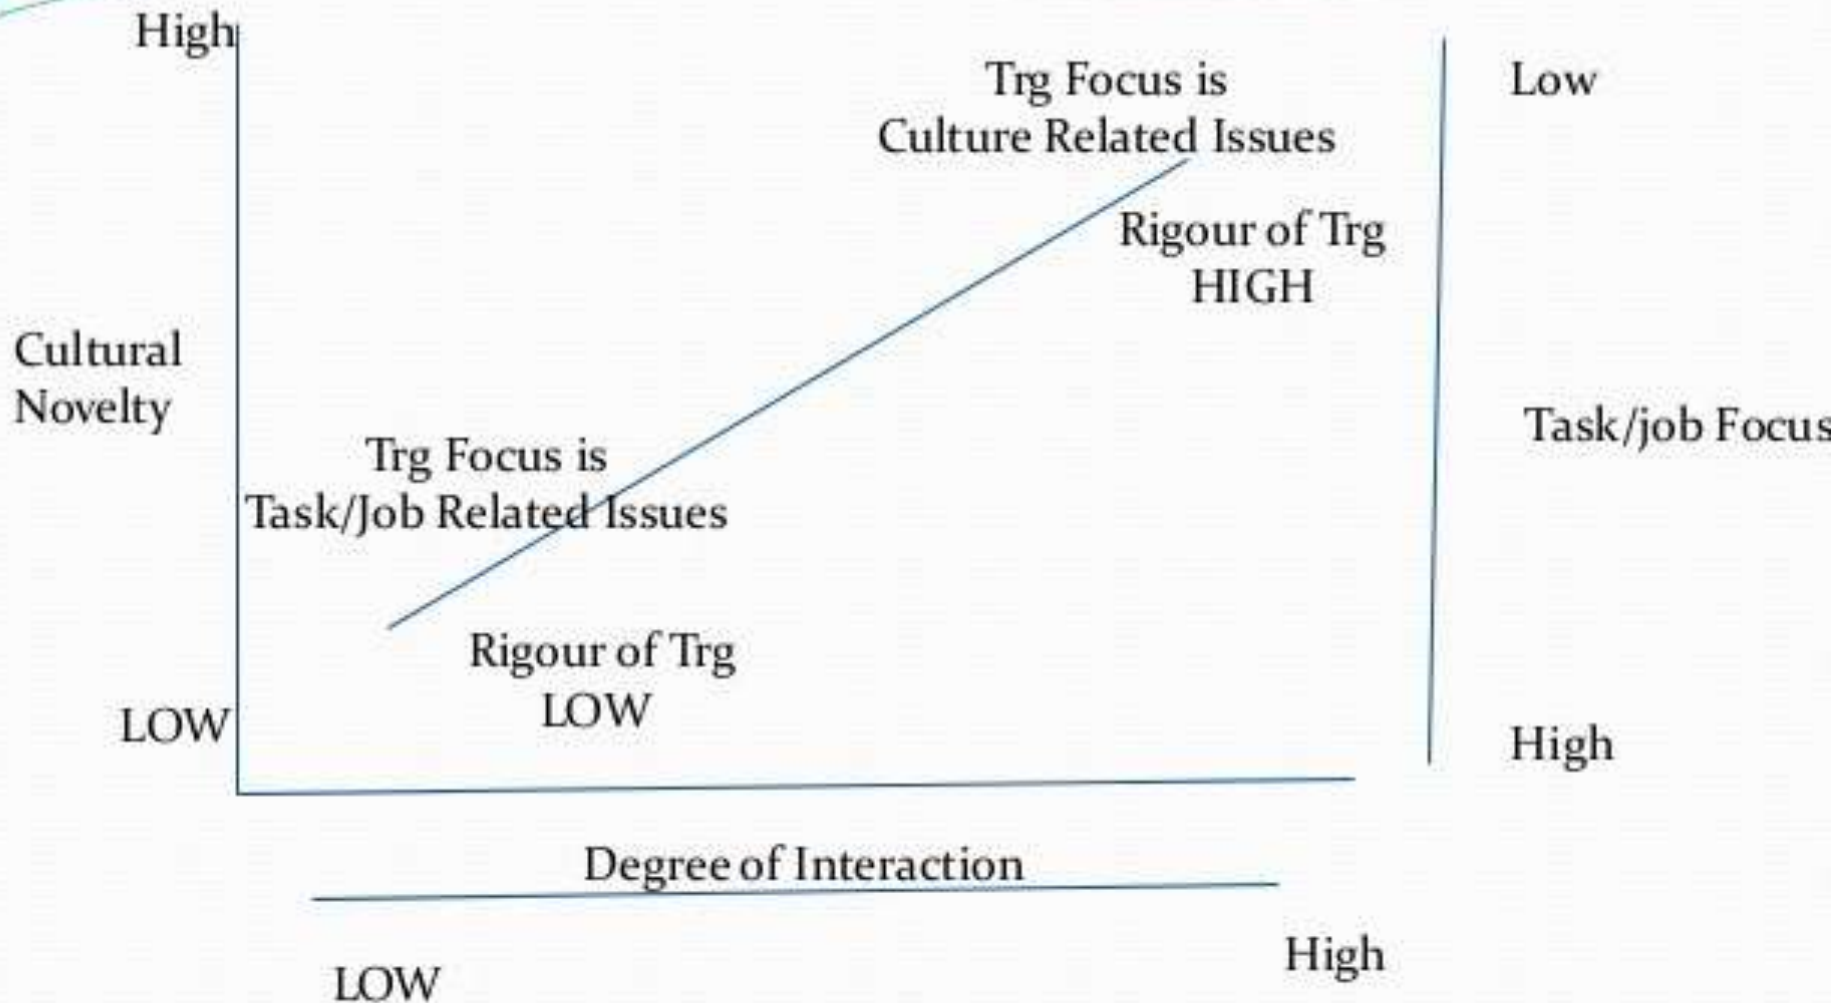 High
Trg Focus is
Culture Related Issues
Low
Rigour of Trg
HIGH
Cultural
Novelty
Task/job Focus
Trg Focus is
Task/Job Related Issues
Rigour of Trg
LOW
LOW
High
Degree of Interaction
LOW
High